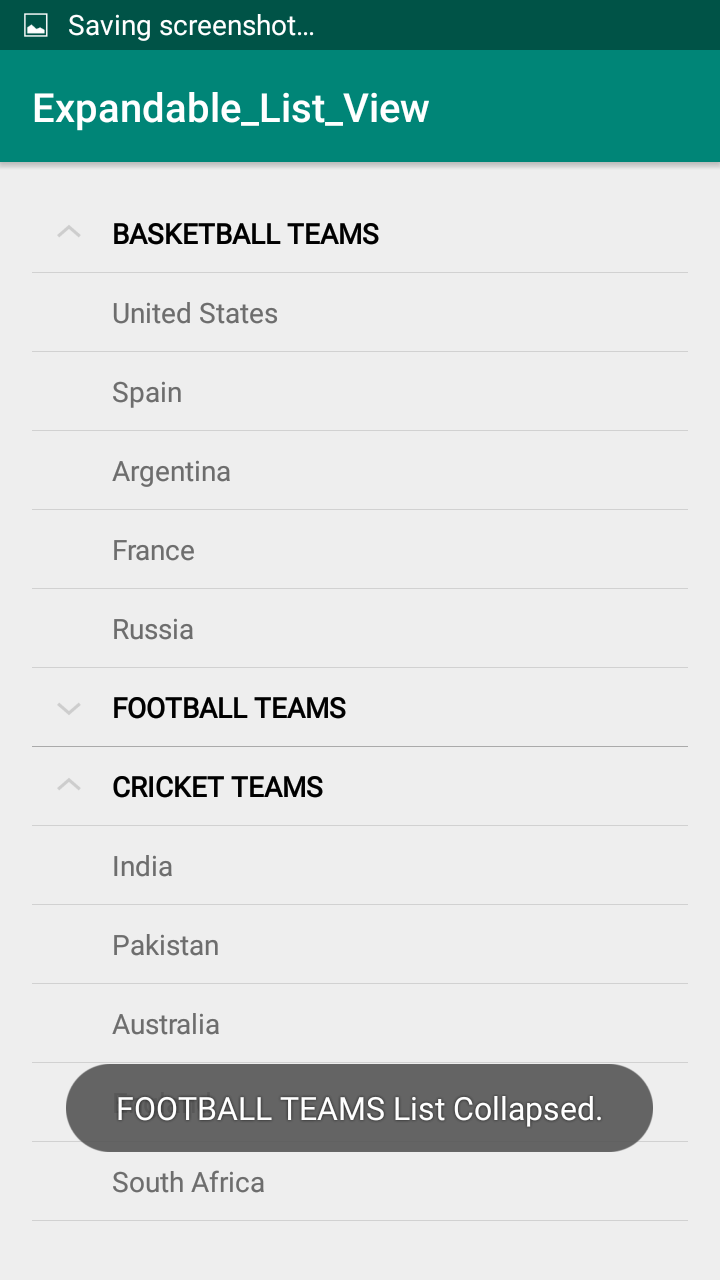 Saving screenshot...
Expandable_List_View
BASKETBALL TEAMS
United States
Spain
Argentina
France
Russia
FOOTBALL TEAMS
CRICKET TEAMS
India
Pakistan
Australia
FOOTBALL TEAMS List Collapsed.
South Africa